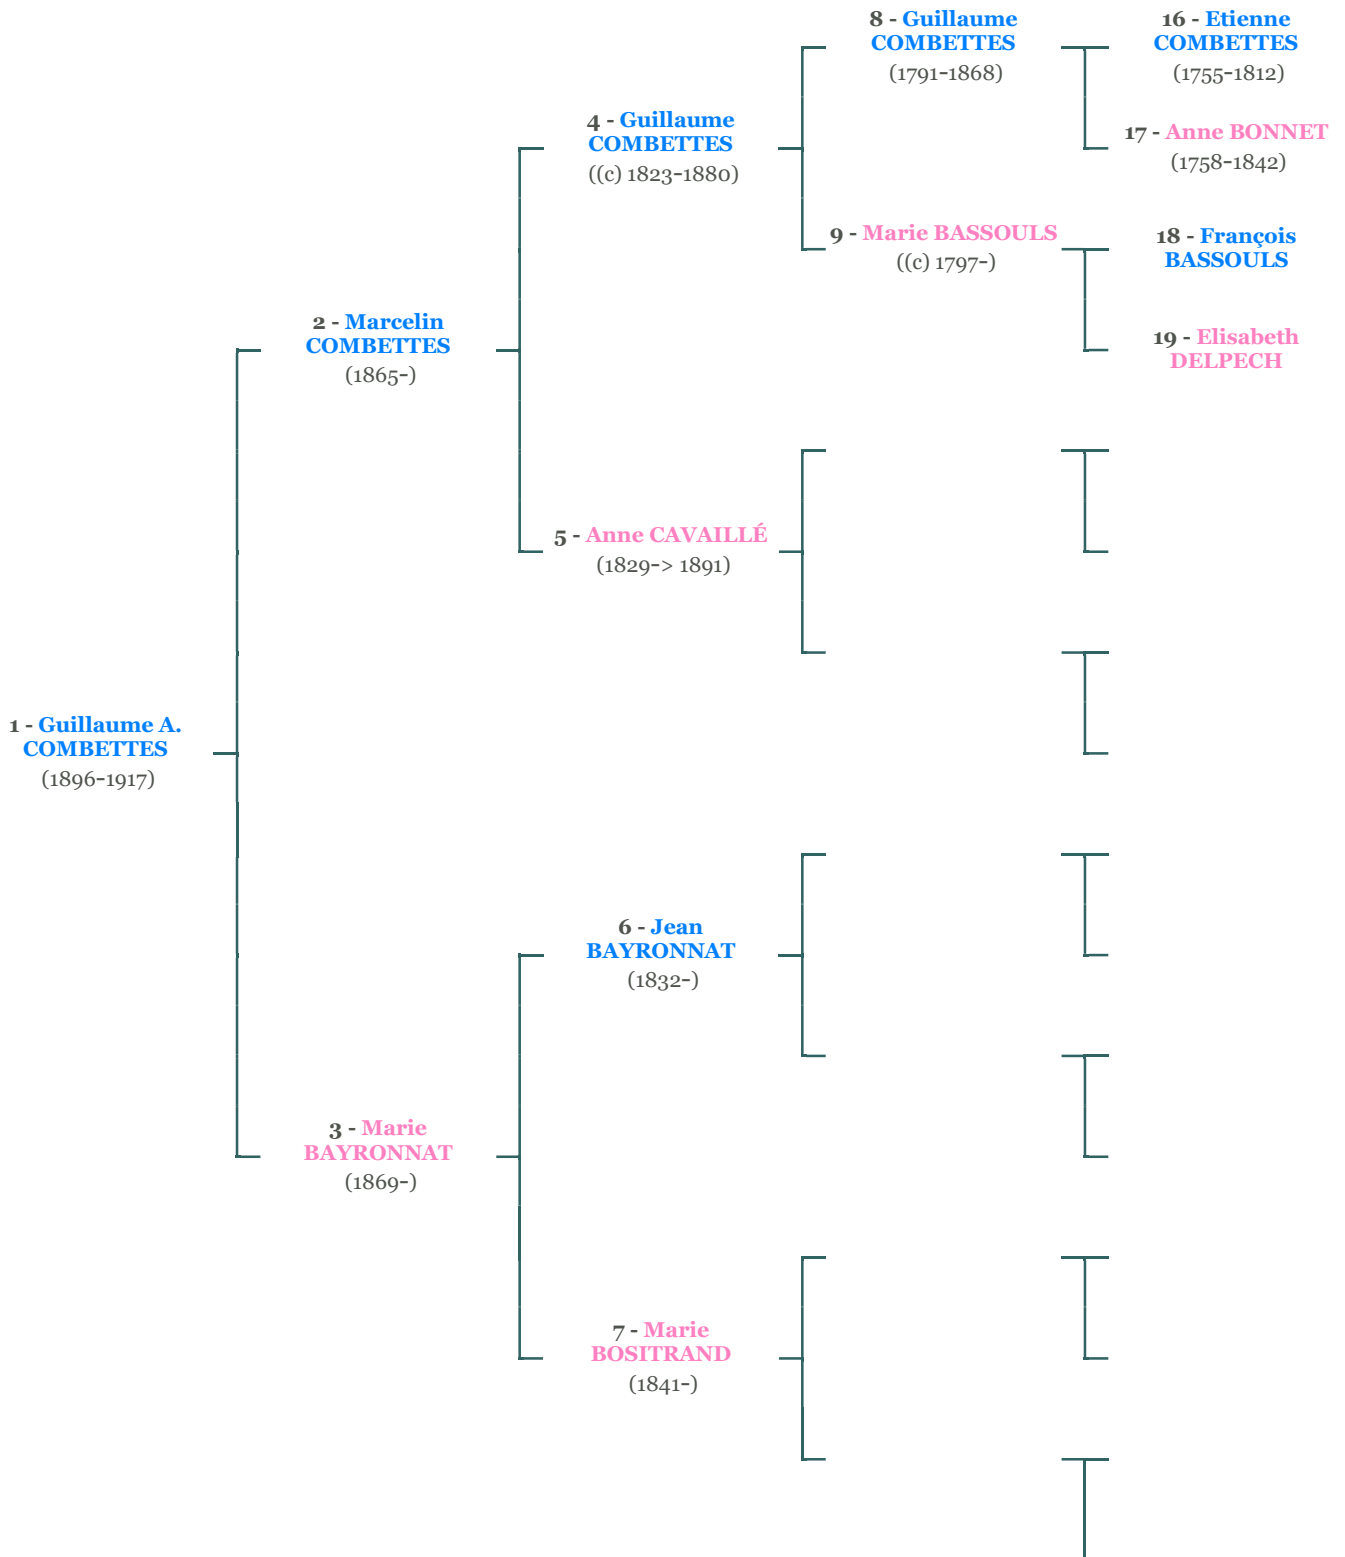 8 - Guillaume
COMBETTES
(1791-1868)
16 - Etienne
COMBETTES
(1755-1812)
4 - Guillaume
COMBETTES
((c) 1823-1880)
17 - Anne BONNET
(1758-1842)
9 - Marie BASSOULS
((c) 1797-)
18 - François
BASSOULS
2 - Marcelin
COMBETTES
(1865-)
19 - Elisabeth
DELPECH
5 - Anne CAVAILLÉ
(1829-> 1891)
1 - Guillaume A.
COMBETTES
(1896-1917)
6 - Jean
BAYRONNAT
(1832-)
3 - Marie
BAYRONNAT
(1869-)
7 - Marie
BOSITRAND
(1841-)